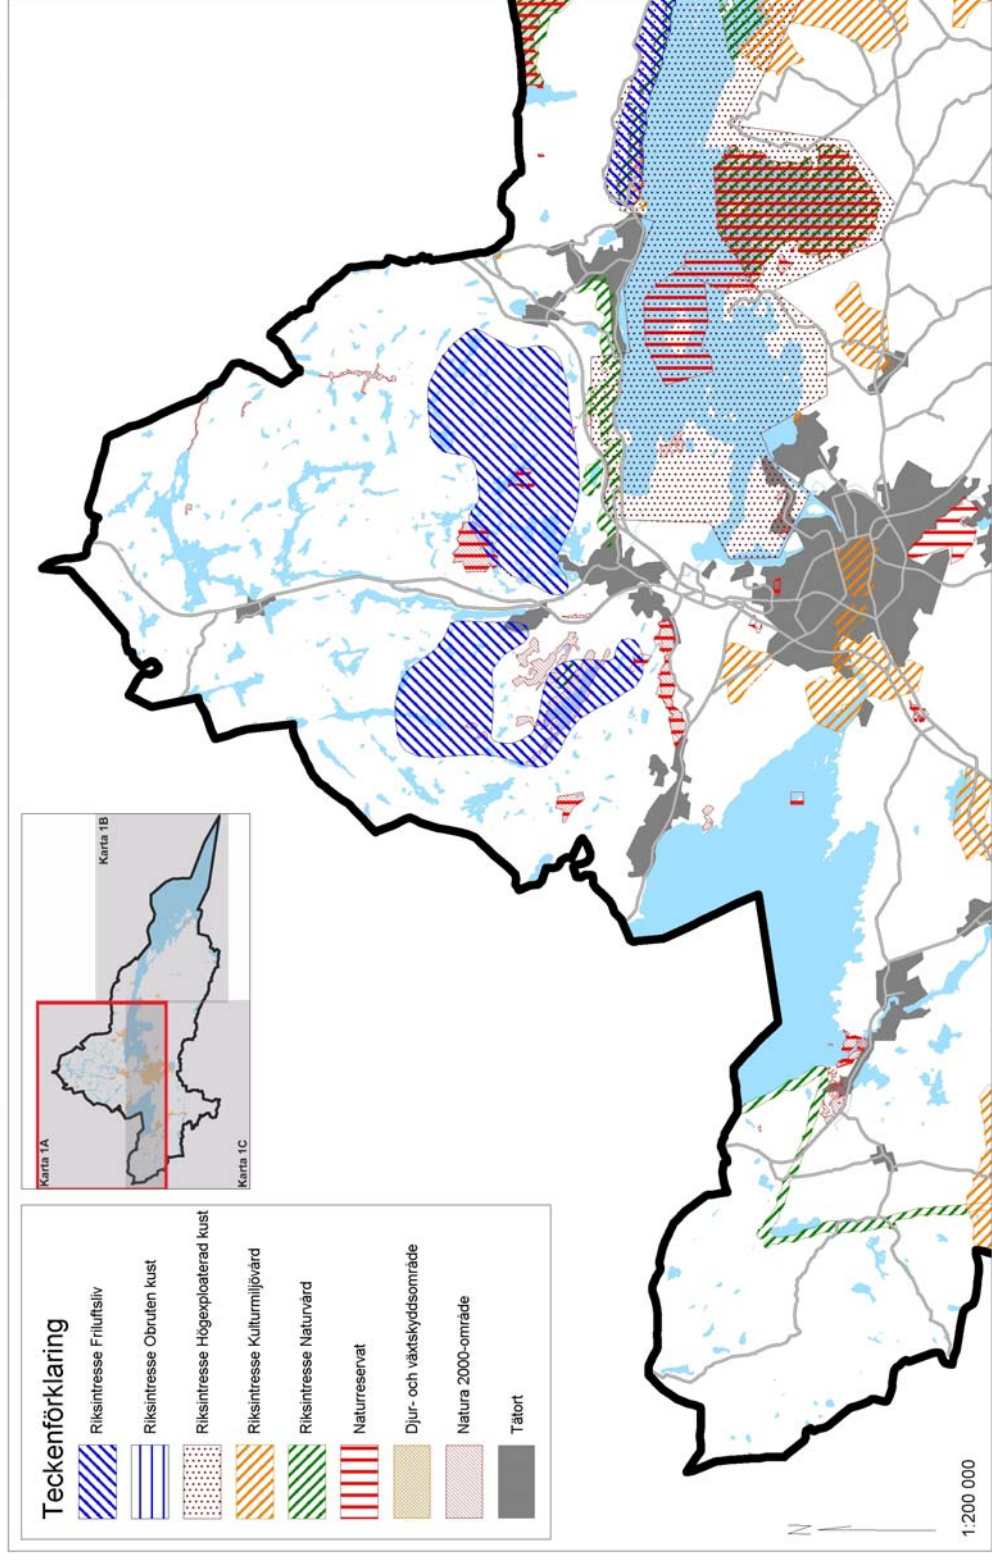 Teckenförklaring
Riksintresse Friluftsliv
Riksintresse Obruten kust
Riksintresse Högexploaterad kust
Riksintresse Kulturmiljövård
Riksintresse Naturvård
Naturreservat
Djur- och växtskyddsområde
Natura 2000-område
Tätort
Karta 1A
Karta 1B
Karta 1C
N
1:200 000